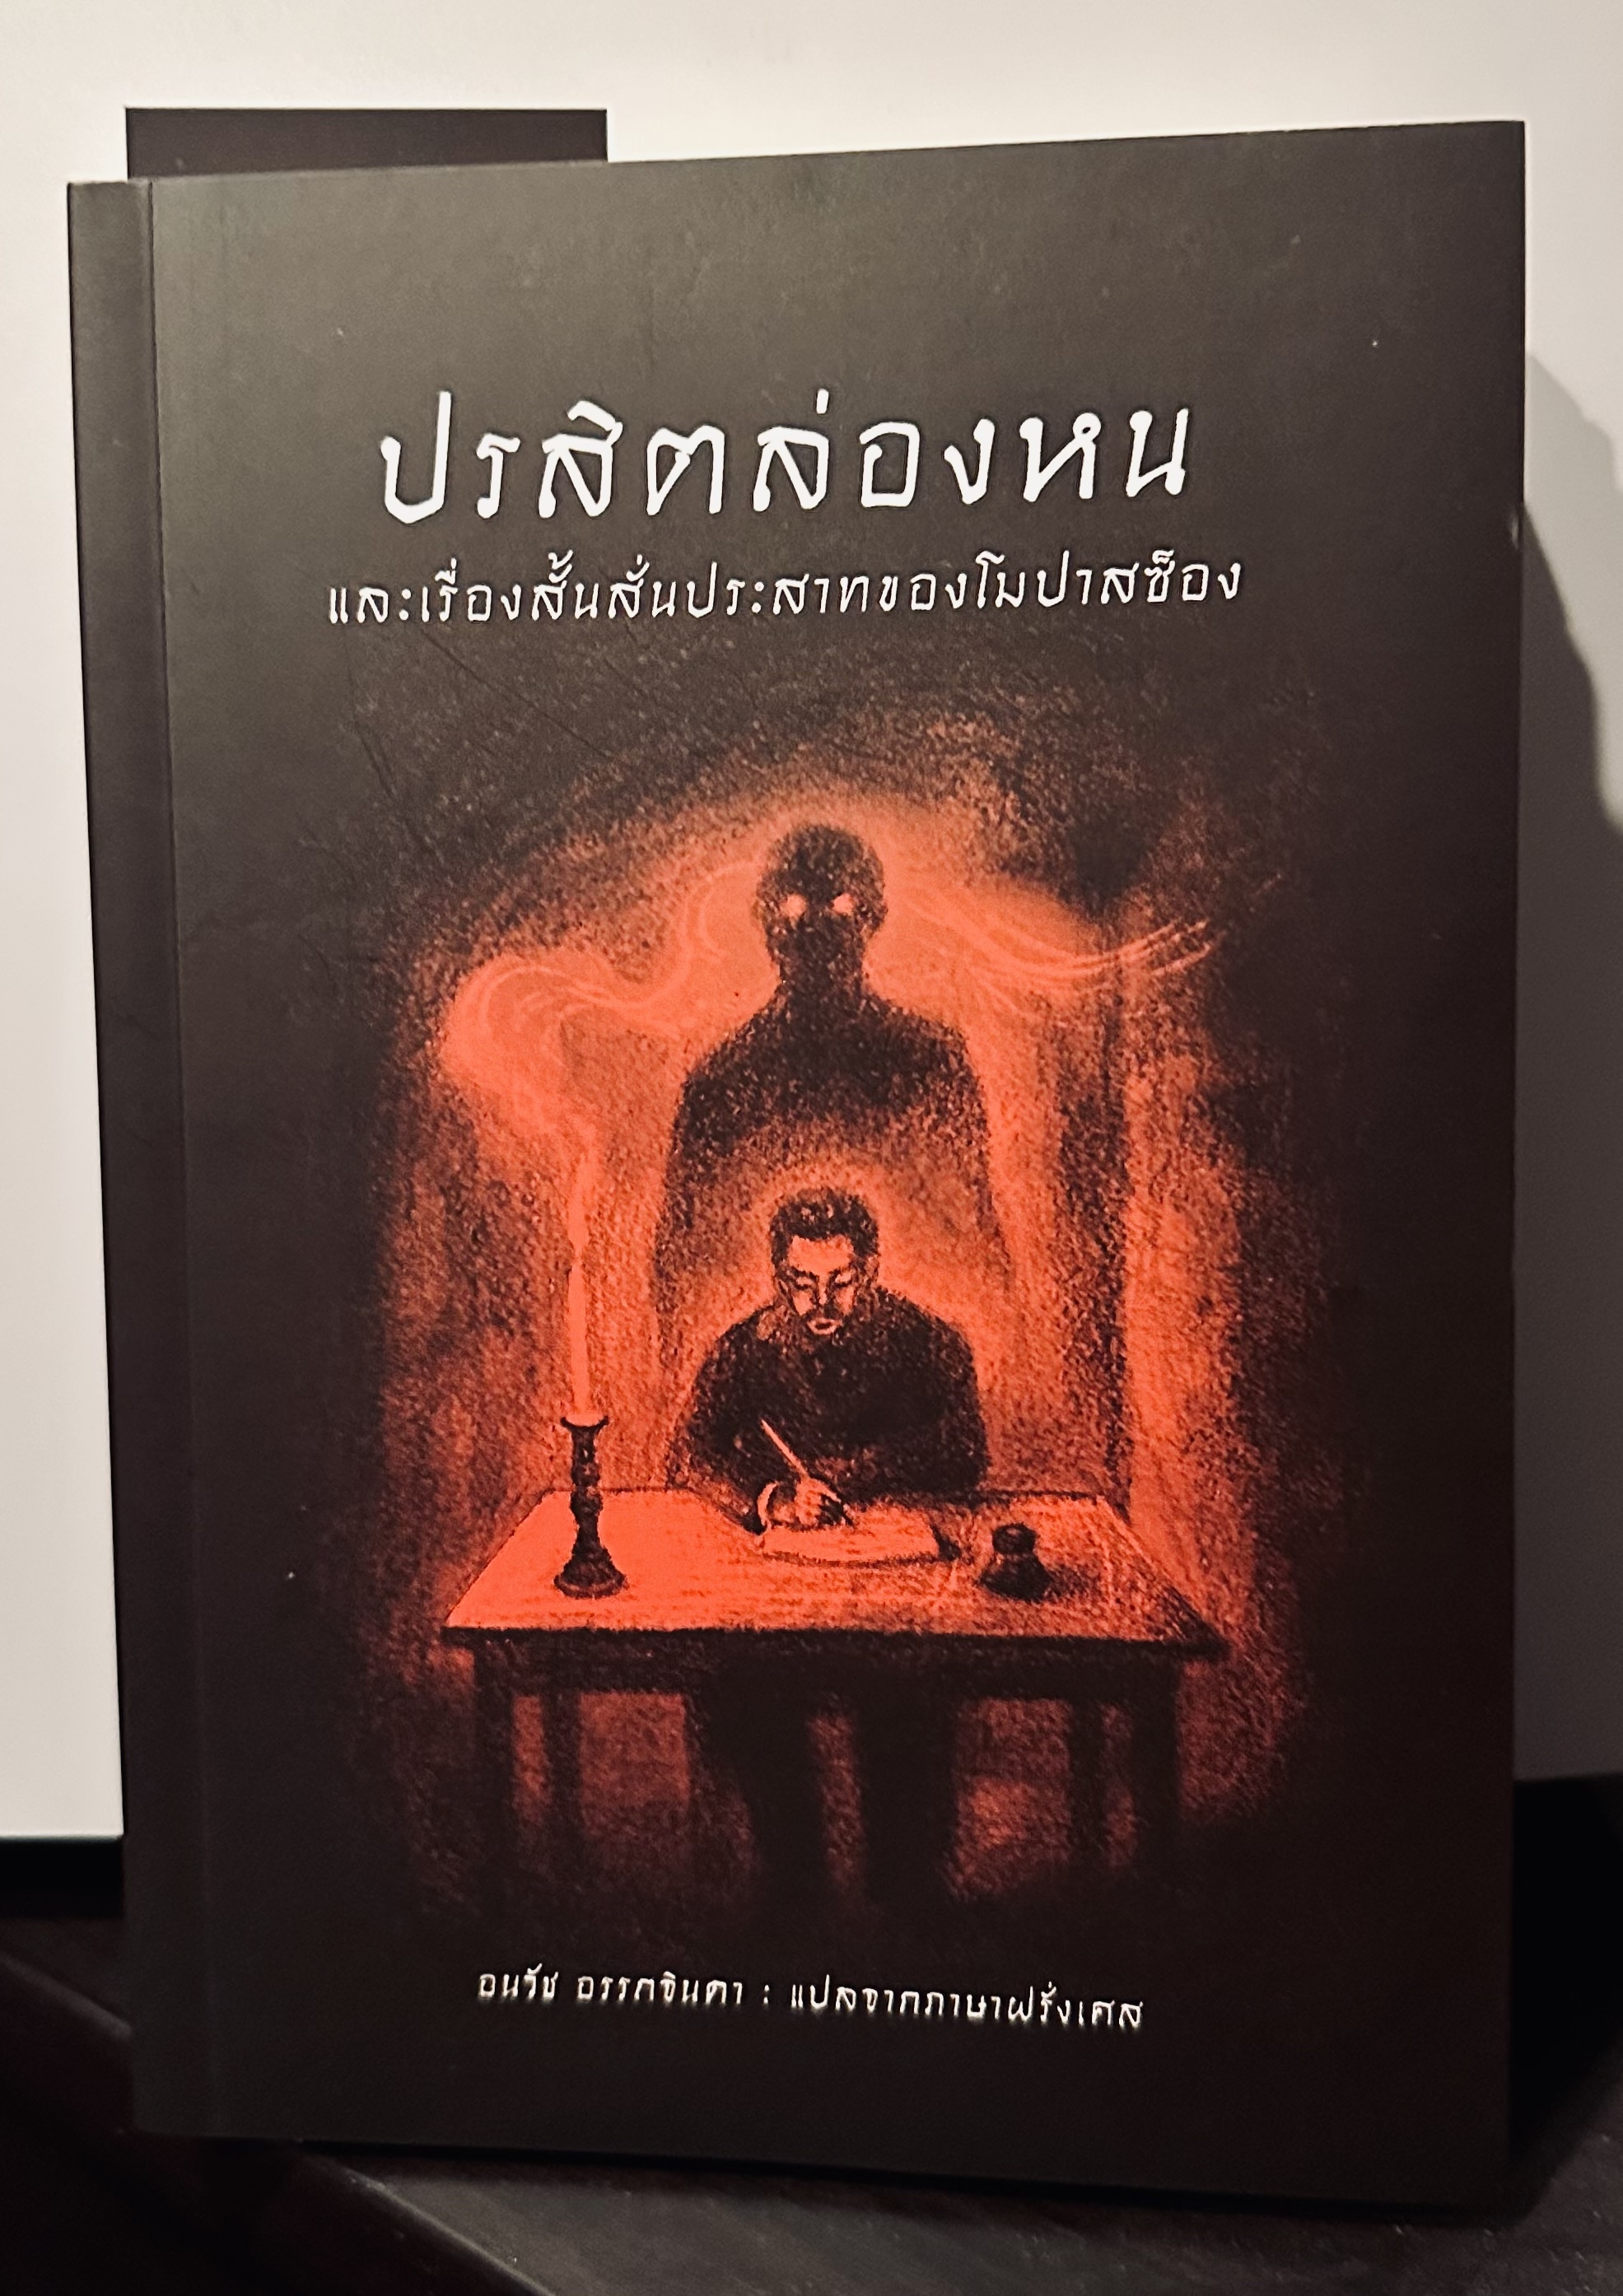 ปรสิตล่องหน
และเรื่องสั้นสั่นประสาทของโมปาสซ็อง
อนวัช อรรถจินดา : แปลจากภาษาฝรั่งเศส